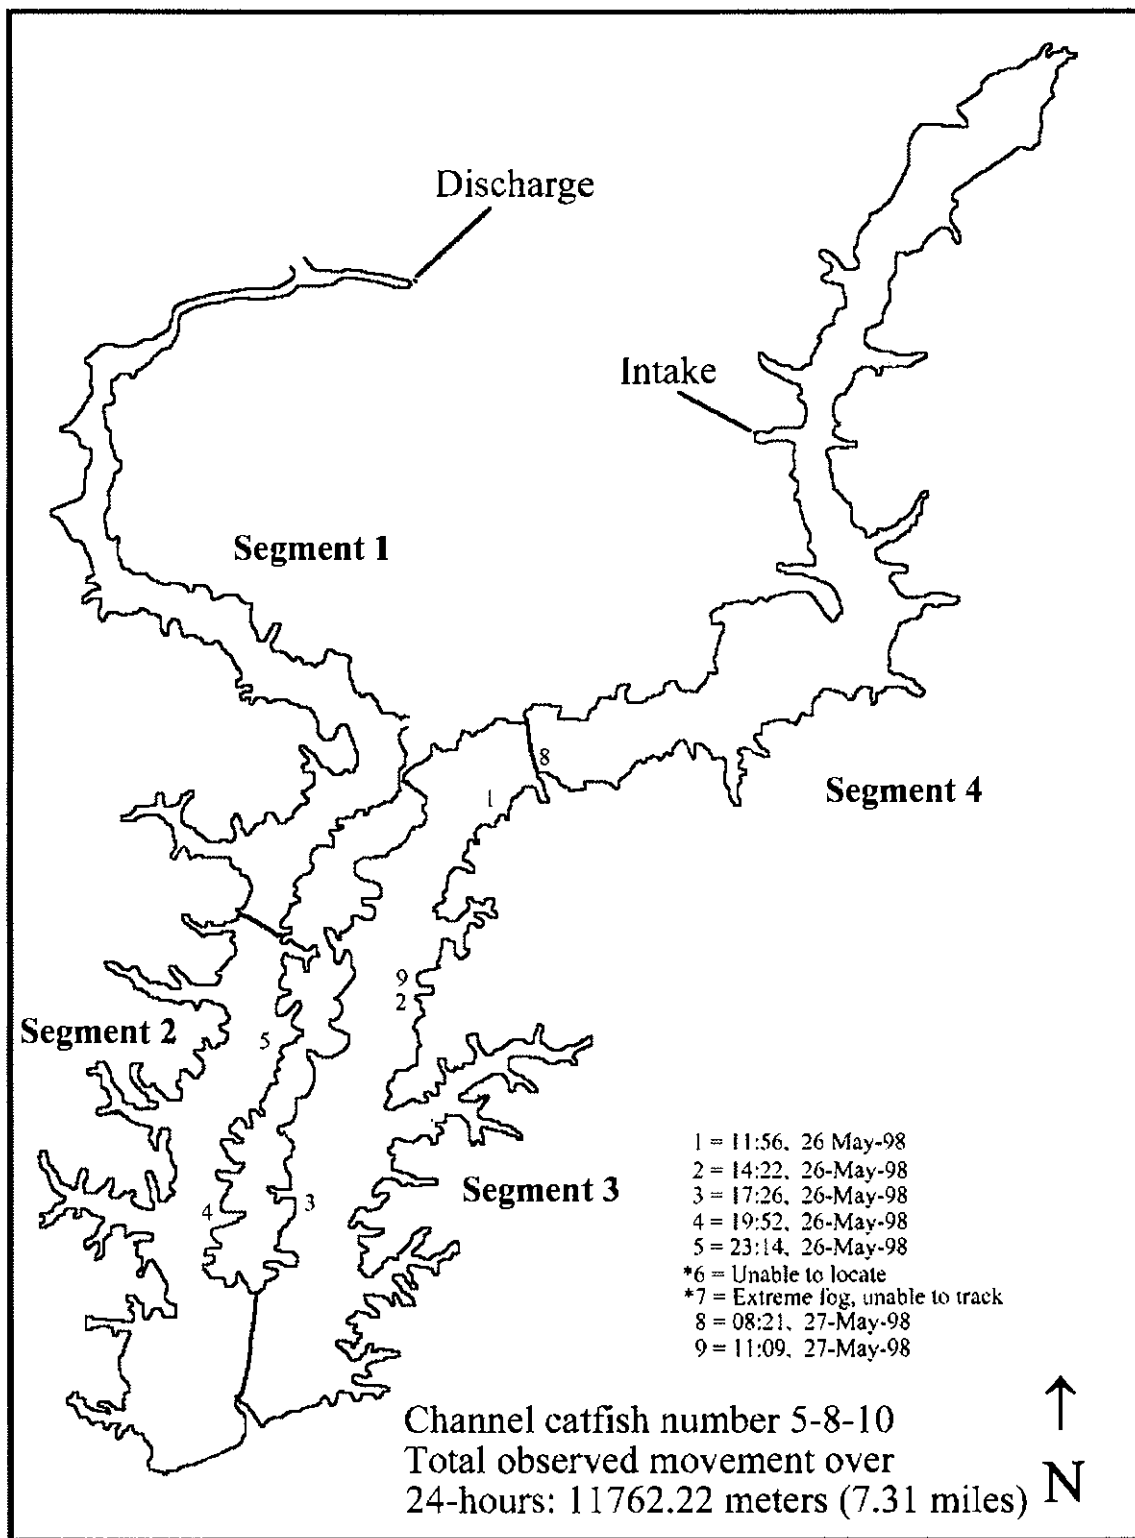 Discharge
Intake
Segment 1
8
1
Segment 4
9
2
Segment 2
5
Segment 3
4
3
1 = 11:56, 26 May-98
2 = 14:22, 26-May-98
3 = 17:26, 26-May-98
4 = 19:52, 26-May-98
5 = 23:14, 26-May-98
*6 = Unable to locate
*7 = Extreme fog, unable to track
8 = 08:21, 27-May-98
9 = 11:09, 27-May-98
Channel catfish number 5-8-10
Total observed movement over
24-hours: 11762.22 meters (7.31 miles)
N